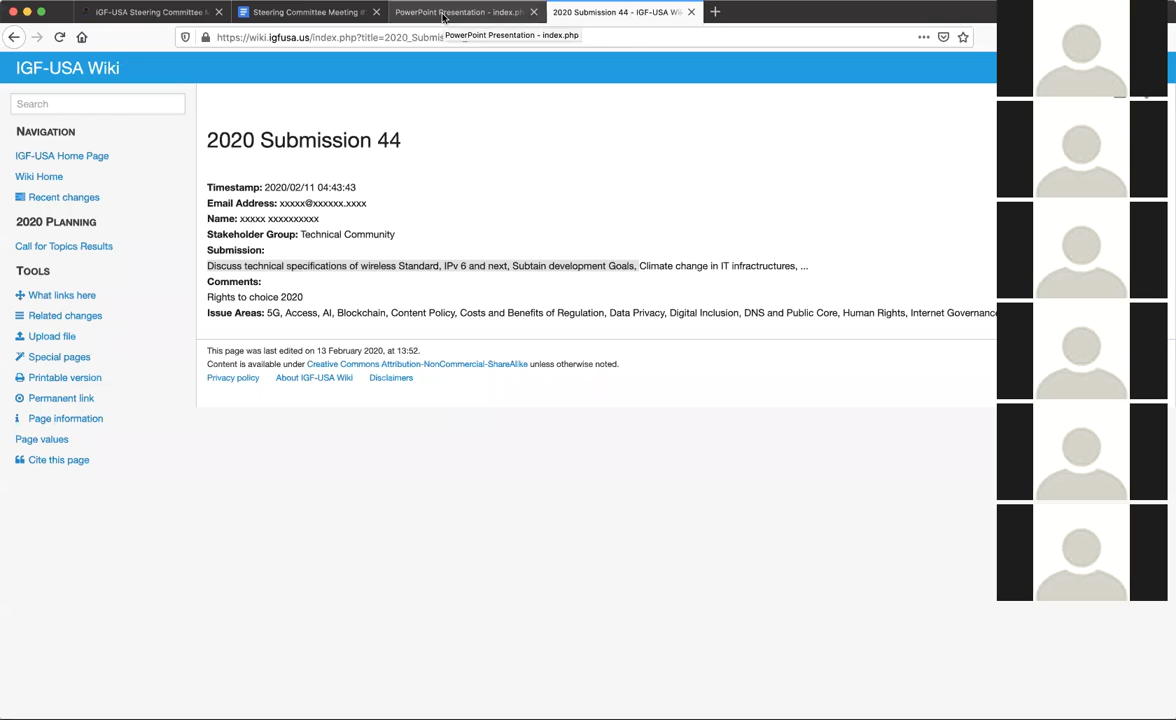 IGF-USA Steering Committee M
Steering Committee Meeting #
PowerPoint Presentation - index.ph
2020 Submission 44 - IGF-USA Wi
https://wiki.igfusa.us/index.php?title=2020_Submis
PowerPoint Presentation - index.php
IGF-USA Wiki
Search
NAVIGATION
IGF-USA Home Page
Wiki Home
Recent changes
2020 PLANNING
Call for Topics Results
TOOLS
What links here
Related changes
Upload file
Special pages
Printable version
Permanent link
Page information
Page values
Cite this page
2020 Submission 44
Timestamp: 2020/02/11 04:43:43
Email Address: xxxxx@xxxxxx.xxxx
Name: xxxxx xxxxxxxxxx
Stakeholder Group: Technical Community
Submission:
Discuss technical specifications of wireless Standard, IPv 6 and next, Subtain development Goals, Climate change in IT infractructures, ...
Comments:
Rights to choice 2020
Issue Areas: 5G, Access, AI, Blockchain, Content Policy, Costs and Benefits of Regulation, Data Privacy, Digital Inclusion, DNS and Public Core, Human Rights, Internet Governance
This page was last edited on 13 February 2020, at 13:52.
Content is available under Creative Commons Attribution-NonCommercial-ShareAlike unless otherwise noted.
Privacy policy About IGF-USA Wiki Disclaimers